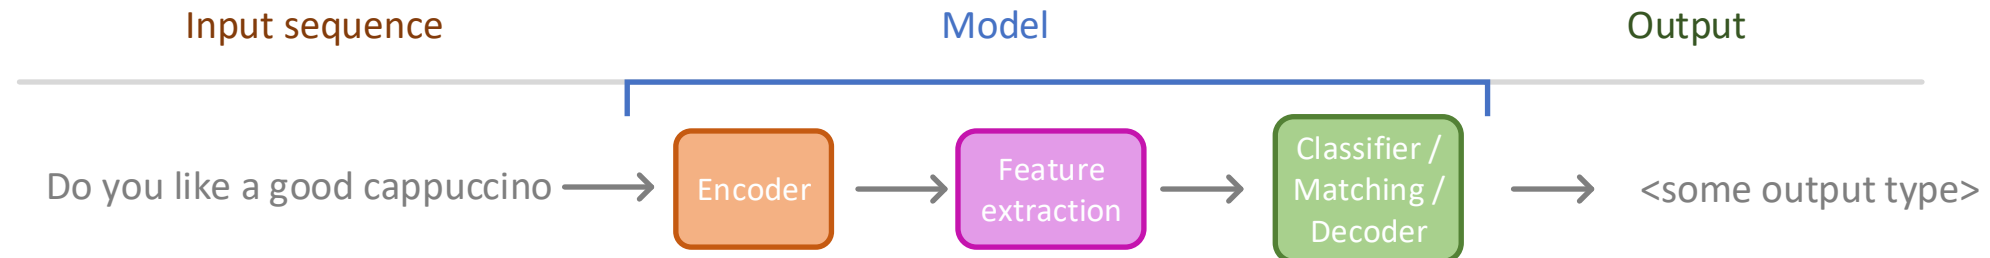 Input sequence
Model
Output
Do you like a good cappuccino
Encoder
Feature
extraction
Classifier /
Matching /
Decoder
<some output type>